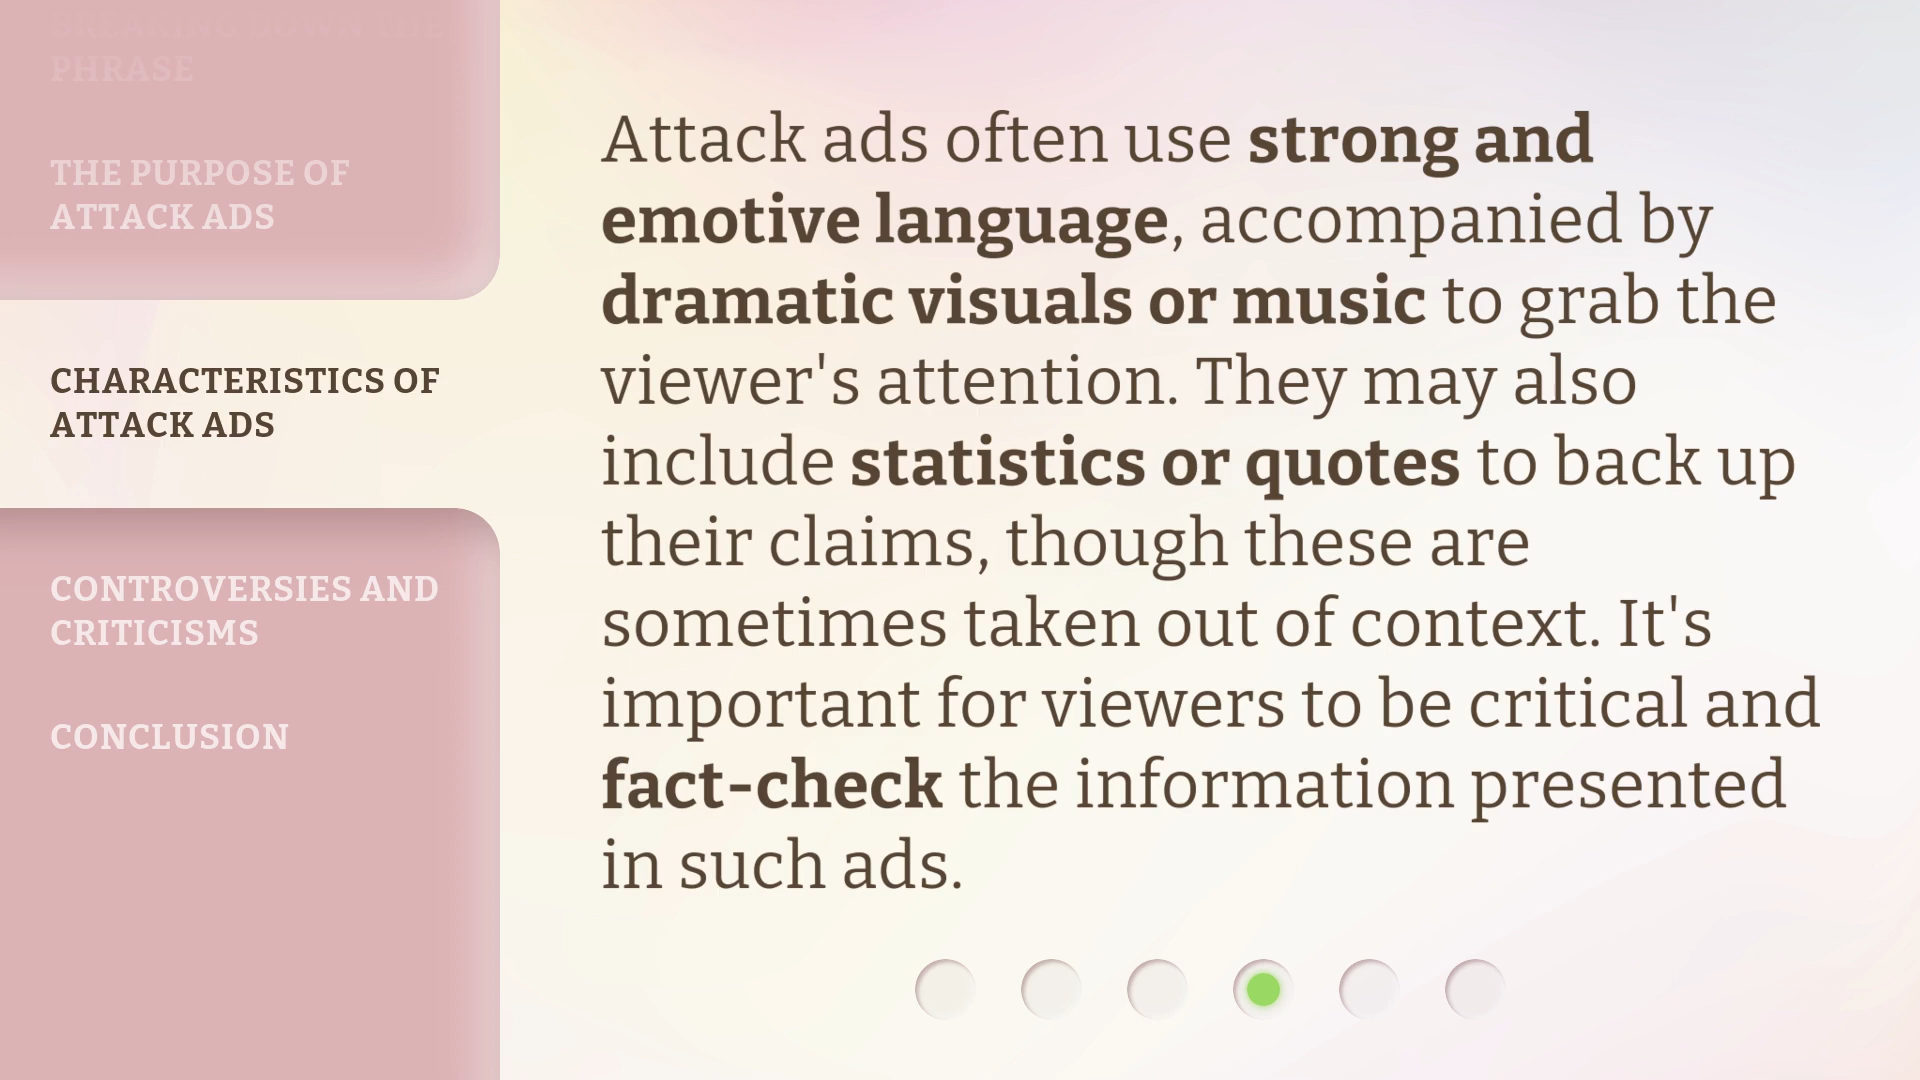 BREAKING DOWN THE
PHRASE
THE PURPOSE OF
ATTACK ADS
CHARACTERISTICS OF
ATTACK ADS
CONTROVERSIES AND
CRITICISMS
CONCLUSION
Attack ads often use strong and
emotive language, accompanied by
dramatic visuals or music to grab the
viewer's attention. They may also
include statistics or quotes to back up
their claims, though these are
sometimes taken out of context. It's
important for viewers to be critical and
fact-check the information presented
in such ads.